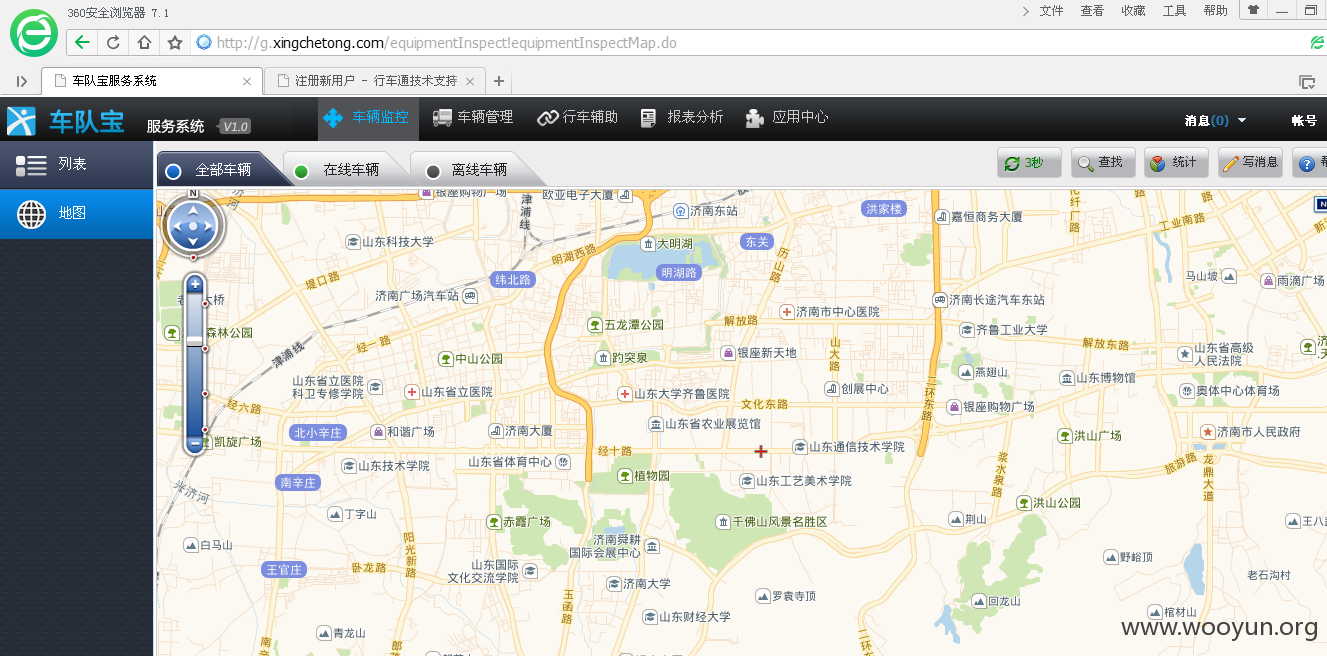 360安全浏览器 7.1
文件 查看 收藏 工具 帮助
http://g.xingchetong.com/equipmentInspect!equipmentInspectMap.do
车队宝服务系统
注册新用户 - 行车通技术支持
车队宝 服务系统 V1.0
车辆监控 车辆管理 行车辅助 报表分析 应用中心
消息(0) 帐号
列表
地图
全部车辆 在线车辆 离线车辆
3秒 查找 统计 写消息
N
欧亚电子大厦
津浦线
济南东站
洪家楼
嘉恒商务大厦
工业南路
山东科技大学
明湖西路
大明湖
东关
历山路
堤口路
纬北路
明湖路
马山坡
雨滴广场
济南广场汽车站
济南长途汽车东站
森林公园
五龙潭公园
解放路
济南市中心医院
齐鲁工业大学
经一路
津浦线
中山公园
趵突泉
银座新天地
山大路
解放东路
山东省高级
人民法院
燕翅山
山东省立医院
科卫专修学院
山东省立医院
山东大学齐鲁医院
创展中心
二环东路
山东博物馆
奥体中心体育场
经六路
文化东路
银座购物广场
凯旋广场
北小辛庄
和谐广场
济南大厦
山东省农业展览馆
洪山广场
济南市人民政府
山东技术学院
山东省体育中心
经十路
山东通信技术学院
浆水泉路
旅游路
龙鼎大道
南辛庄
植物园
山东工艺美术学院
兴济河
丁字山
赤霞广场
千佛山风景名胜区
荆山
洪山公园
白马山
阳光新路
济南舜耕
国际会展中心
野峪顶
王官庄
卧龙路
山东国际
文化交流学院
济南大学
老石沟村
玉函路
罗袁寺顶
回龙山
棺材山
山东财经大学
青龙山
二环
www.wooyun.org